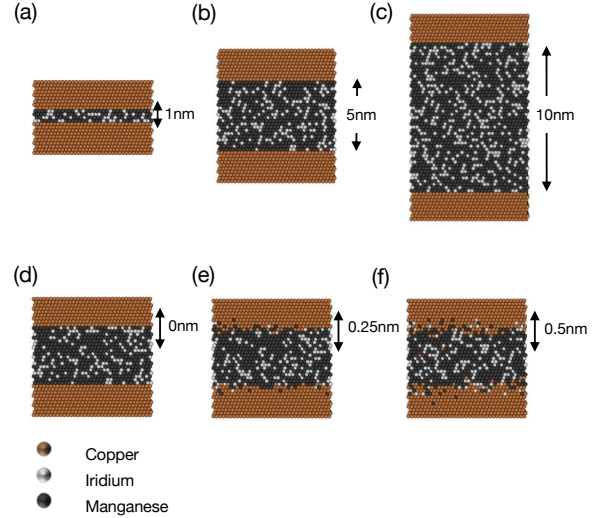 (a)
(b)
(c)
1nm
5nm
10nm
(d)
(e)
(f)
0nm
0.25nm
0.5nm
Copper
Iridium
Manganese